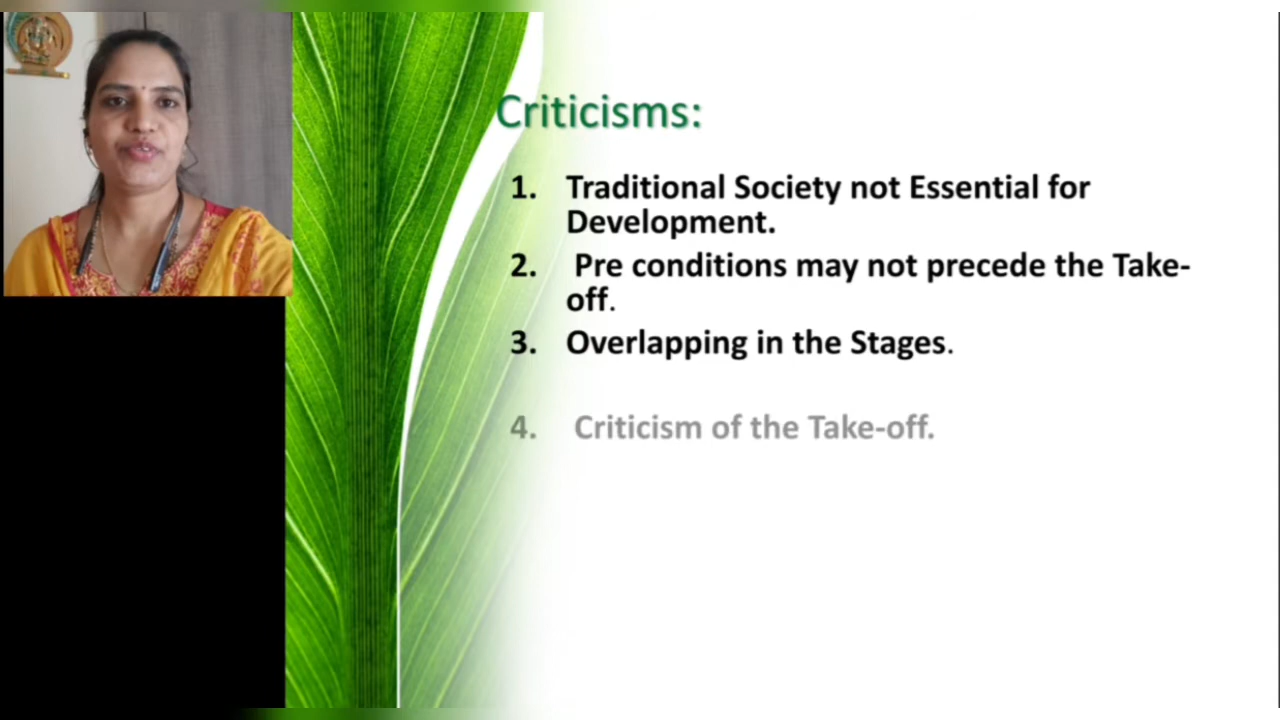 Criticisms:
1. Traditional Society not Essential for
Development.
2. Pre conditions may not precede the Take-
off.
3. Overlapping in the Stages.
4. Criticism of the Take-off.